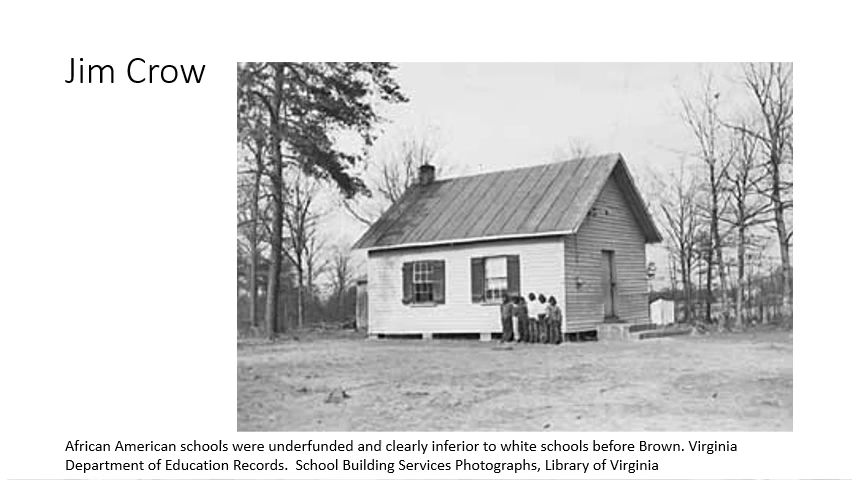 Jim Crow
African American schools were underfunded and clearly inferior to white schools before Brown. Virginia
Department of Education Records.  School Building Services Photographs, Library of Virginia